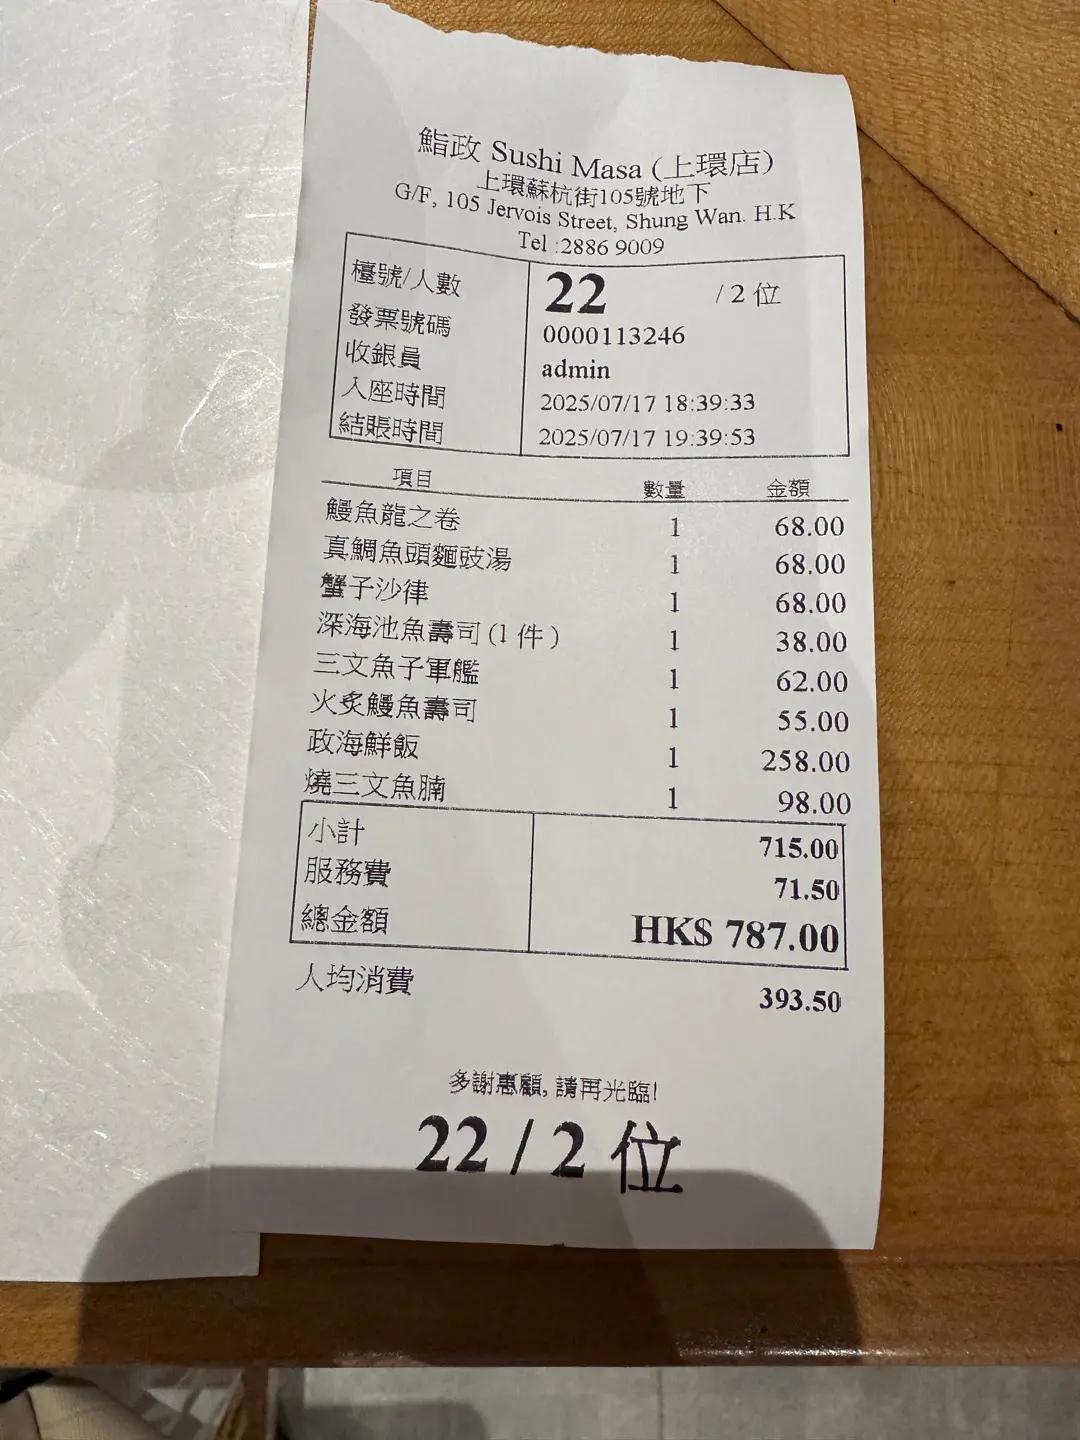 鮨政 Sushi Masa (上環店)
上環蘇杭街105號地下
G/F, 105 Jervois Street, Shung Wan. H.K
Tel :2886 9009
檯號/人數 22 / 2 位
發票號碼 0000113246
收銀員 admin
入座時間 2025/07/17 18:39:33
結賬時間 2025/07/17 19:39:53
項目 數量 金額
鰻魚龍之卷 1 68.00
真鯛魚頭麵豉湯 1 68.00
蟹子沙律 1 68.00
深海池魚壽司 (1 件 ) 1 38.00
三文魚子軍艦 1 62.00
火炙鰻魚壽司 1 55.00
政海鮮飯 1 258.00
燒三文魚腩 1 98.00
小計 715.00
服務費 71.50
總金額 HK$ 787.00
人均消費 393.50
多謝惠顧, 請再光臨!
22 / 2 位